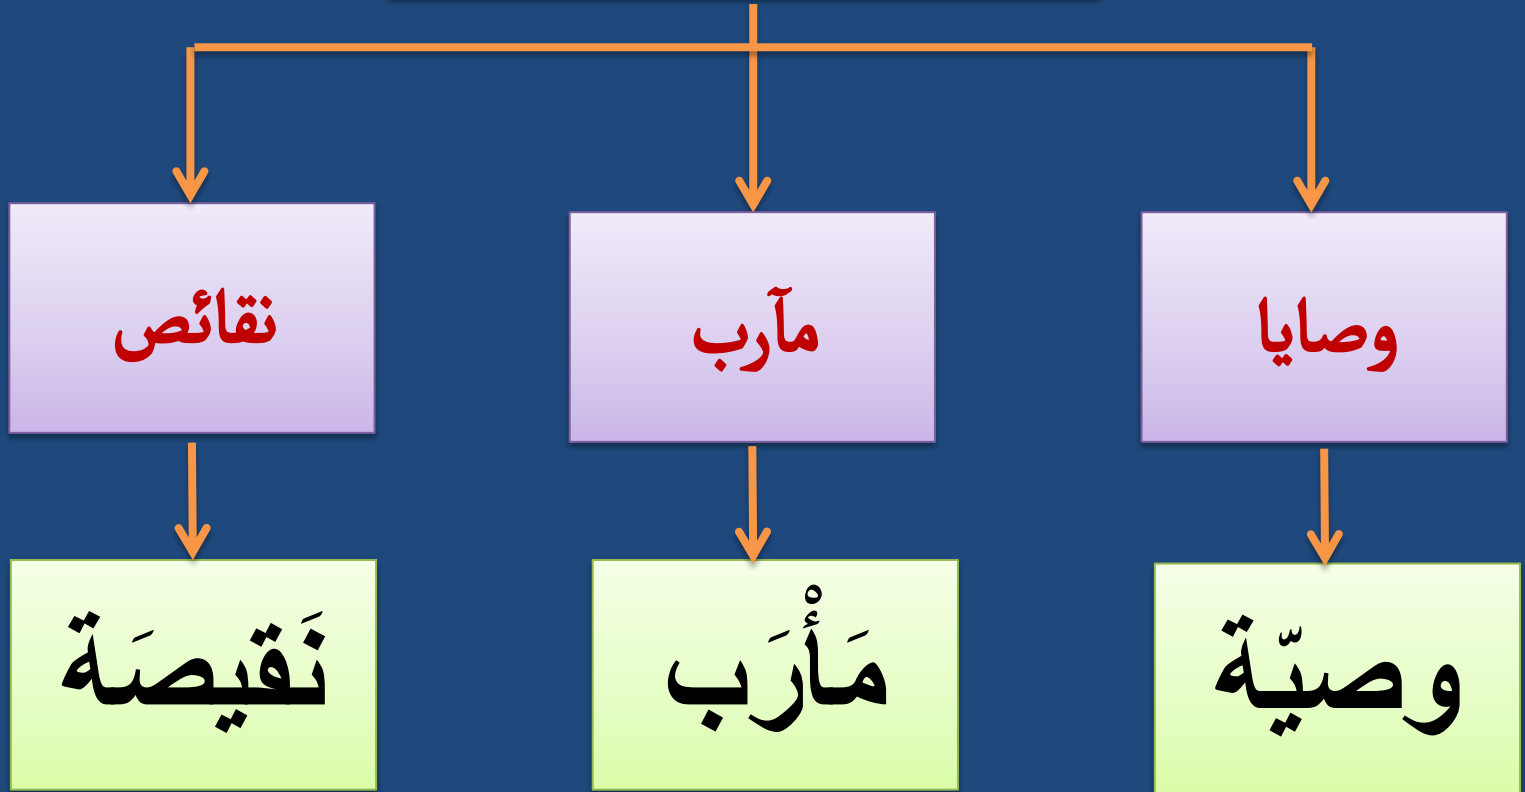 وصايا
مآرب
نقائص
وصيّة
مَأْرَب
نَقيصَة